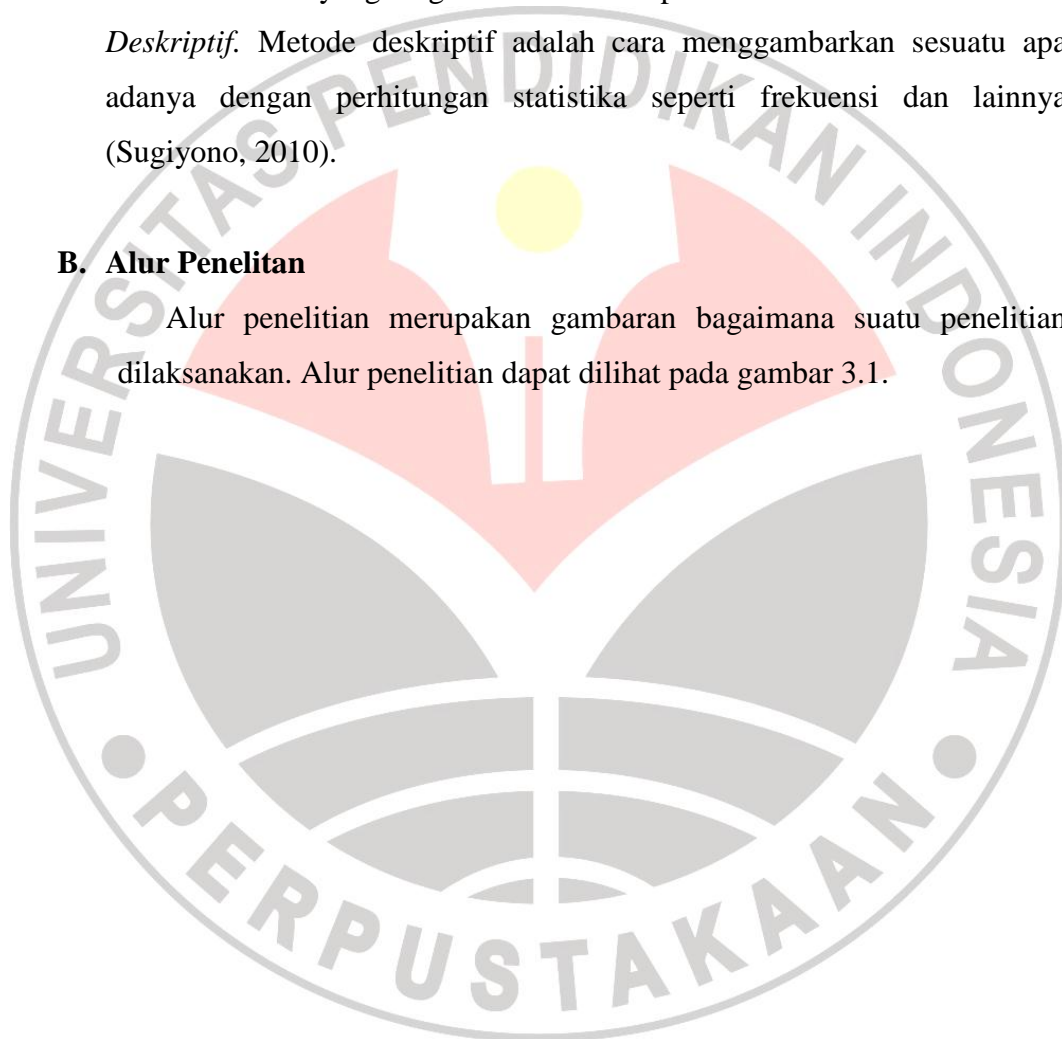 Deskriptif. Metode deskriptif adalah cara menggambarkan sesuatu apa
adanya dengan perhitungan statistika seperti frekuensi dan lainnya
(Sugiyono, 2010).
B. Alur Penelitan
Alur penelitian merupakan gambaran bagaimana suatu penelitian
dilaksanakan. Alur penelitian dapat dilihat pada gambar 3.1.
UNIVERSITAS PENDIDIKAN INDONESIA
PERPUSTAKAAN